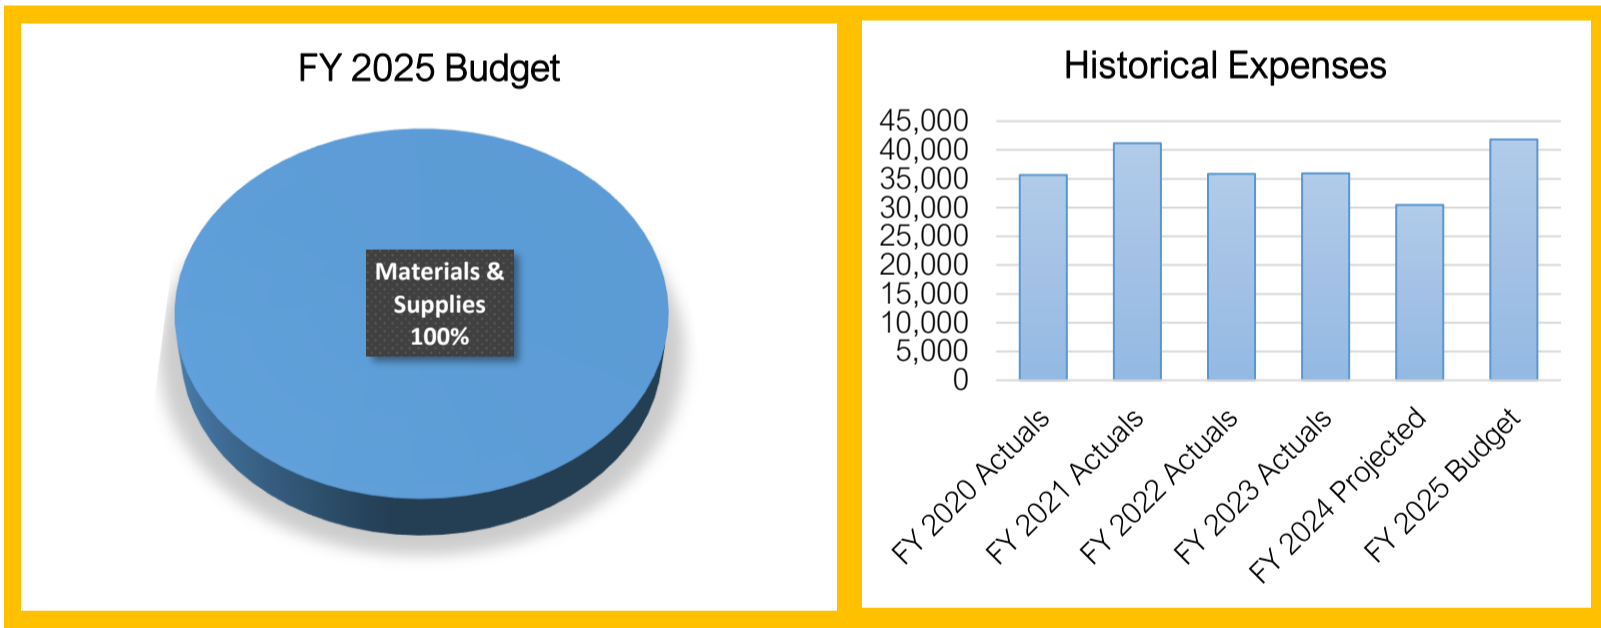 FY 2025 Budget
Materials &
Supplies
100%
Historical Expenses
45,000
40,000
35,000
30,000
25,000
20,000
15,000
10,000
5,000
0
FY 2020 Actuals
FY 2021 Actuals
FY 2022 Actuals
FY 2023 Actuals
FY 2024 Projected
FY 2025 Budget